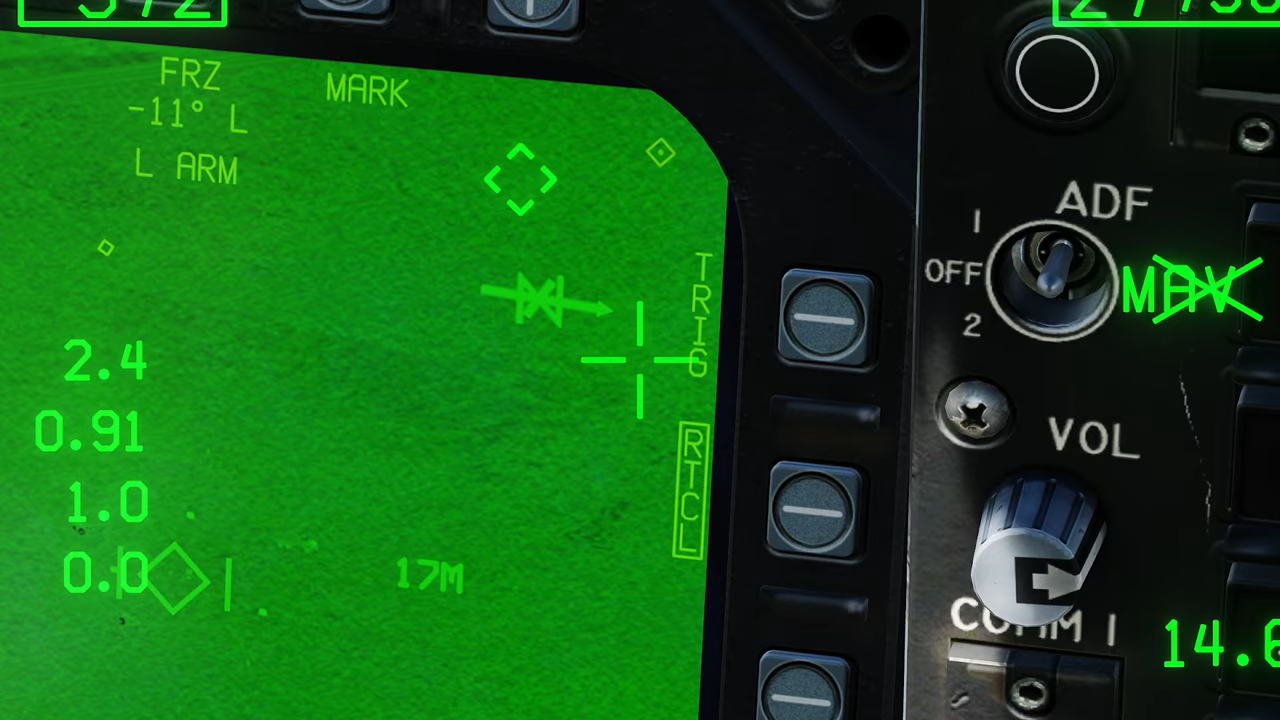 FRZ
MARK
-11° L
L ARM
ADF
1
OFF
2
MAV
TRIG
2.4
0.91
1.0
0.0
RTCL
17M
VOL
COMM 1